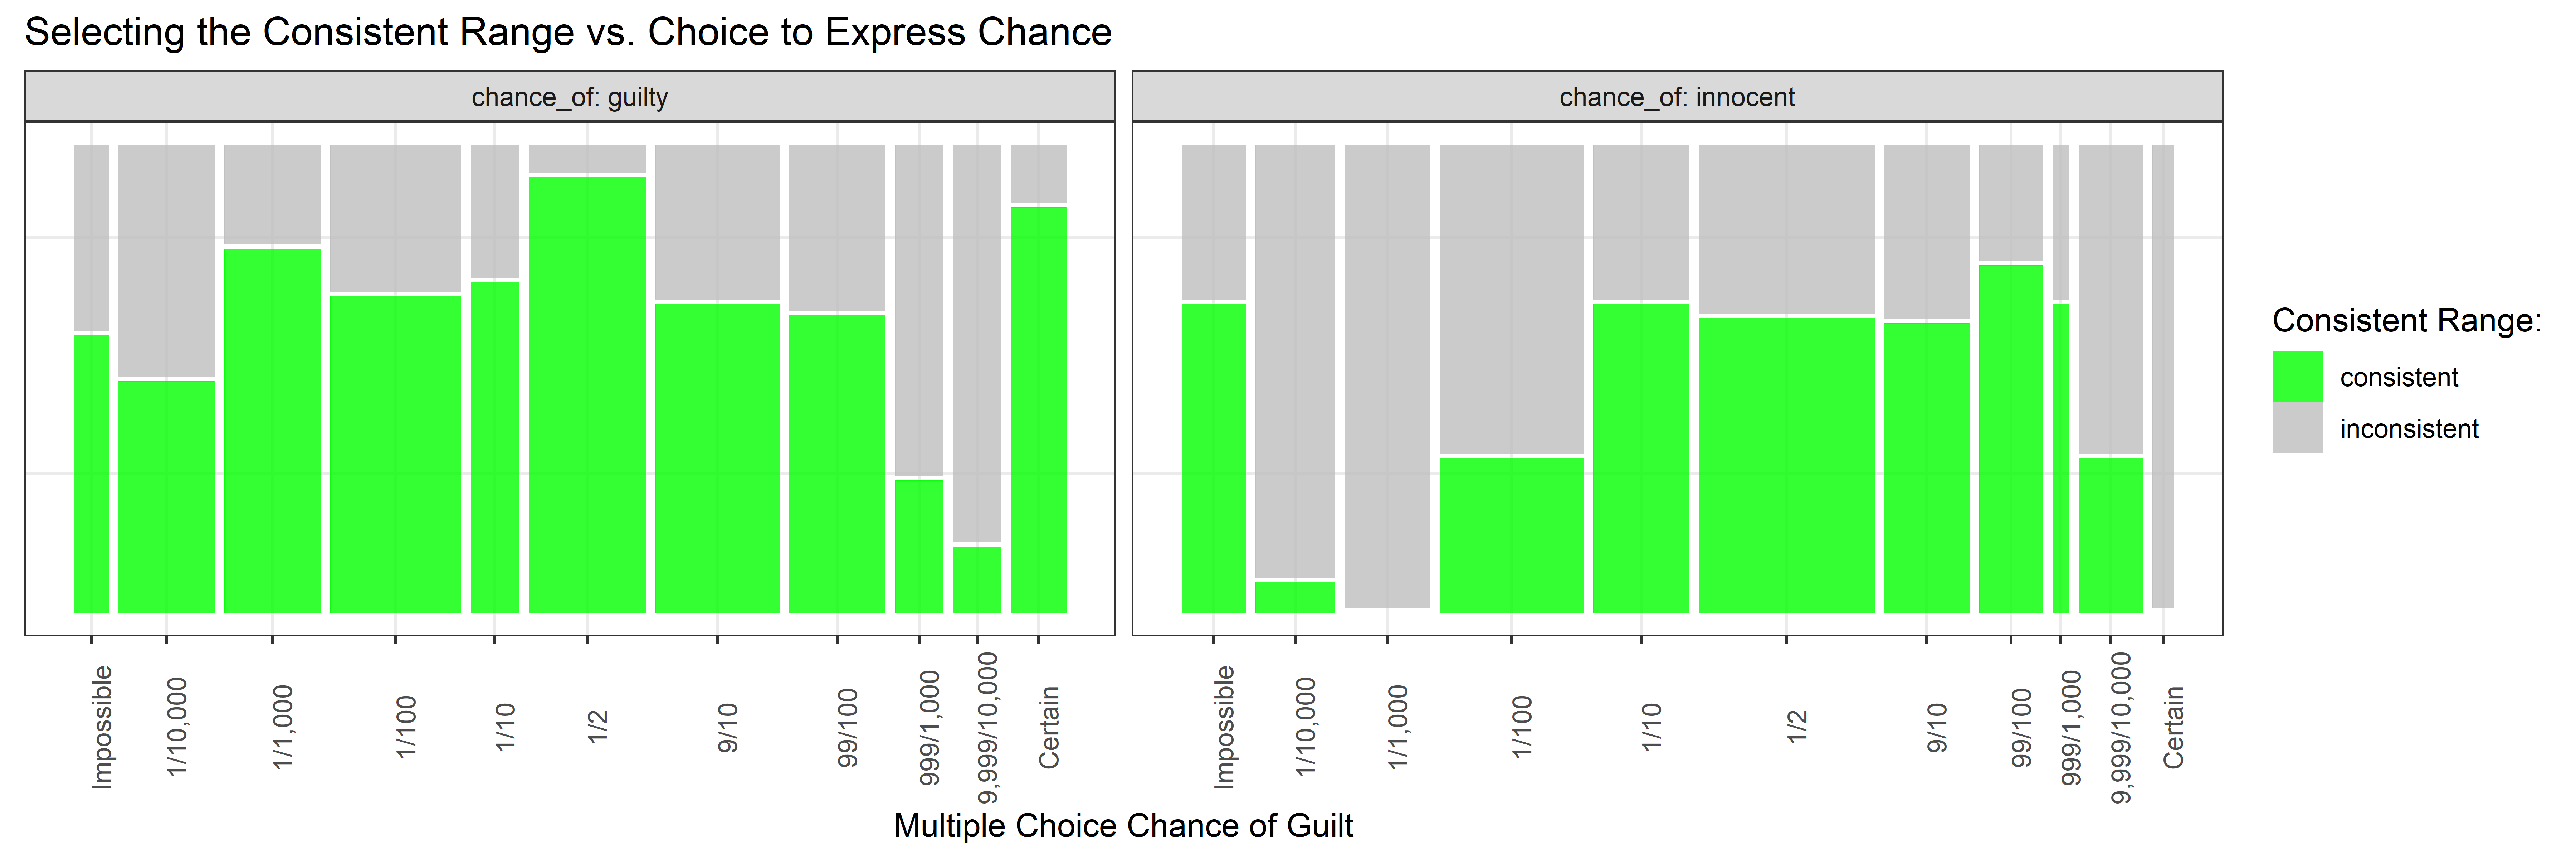 Selecting the Consistent Range vs. Choice to Express Chance
chance_of: guilty
chance_of: innocent
Impossible
1/10,000
1/1,000
1/100
1/10
1/2
9/10
99/100
999/1,000
9,999/10,000
Certain
Impossible
1/10,000
1/1,000
1/100
1/10
1/2
9/10
99/100
999/1,000
9,999/10,000
Certain
Multiple Choice Chance of Guilt
Consistent Range:
consistent
inconsistent